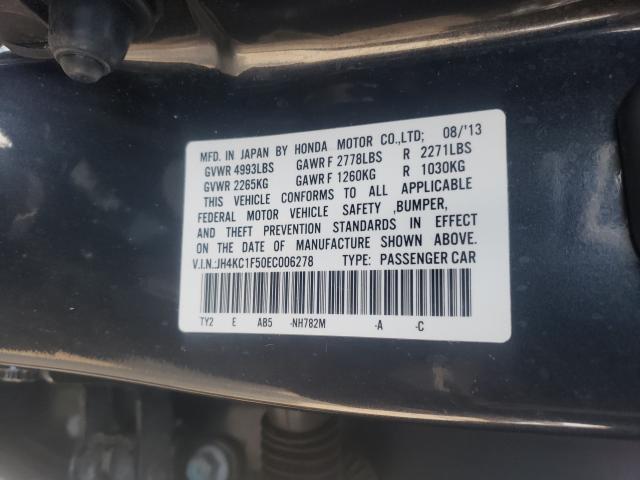 MFD. IN JAPAN BY HONDA MOTOR CO.,LTD; 08/'13
GVWR 4993LBS GAWR F 2778LBS R 2271LBS
GVWR 2265KG GAWR F 1260KG R 1030KG
THIS VEHICLE CONFORMS TO ALL APPLICABLE
FEDERAL MOTOR VEHICLE SAFETY ,BUMPER,
AND THEFT PREVENTION STANDARDS IN EFFECT
ON THE DATE OF MANUFACTURE SHOWN ABOVE.
V.I.N.:JH4KC1F50EC006278 TYPE: PASSENGER CAR
TY2 E AB5 -NH782M -A -C